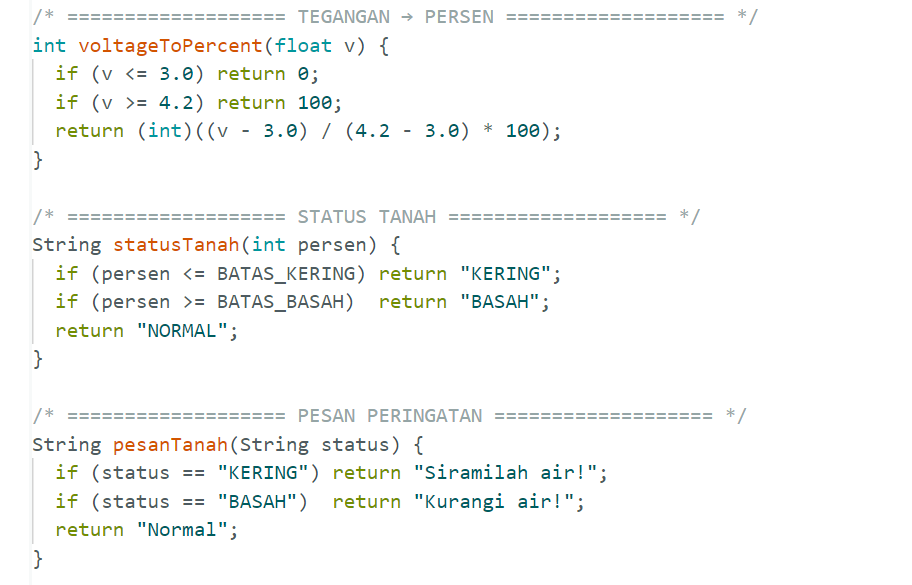 /* =================== TEGANGAN → PERSEN =================== */
int voltageToPercent(float v) {
  if (v <= 3.0) return 0;
  if (v >= 4.2) return 100;
  return (int)((v - 3.0) / (4.2 - 3.0) * 100);
}

/* =================== STATUS TANAH =================== */
String statusTanah(int persen) {
  if (persen <= BATAS_KERING) return "KERING";
  if (persen >= BATAS_BASAH)  return "BASAH";
  return "NORMAL";
}

/* =================== PESAN PERINGATAN =================== */
String pesanTanah(String status) {
  if (status == "KERING") return "Siramilah air!";
  if (status == "BASAH")  return "Kurangi air!";
  return "Normal";
}